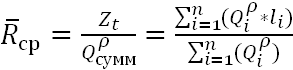 R̄ср = Zt / Qρсумм = ∑ni=1(Qρi * li) / ∑ni=1(Qρi)